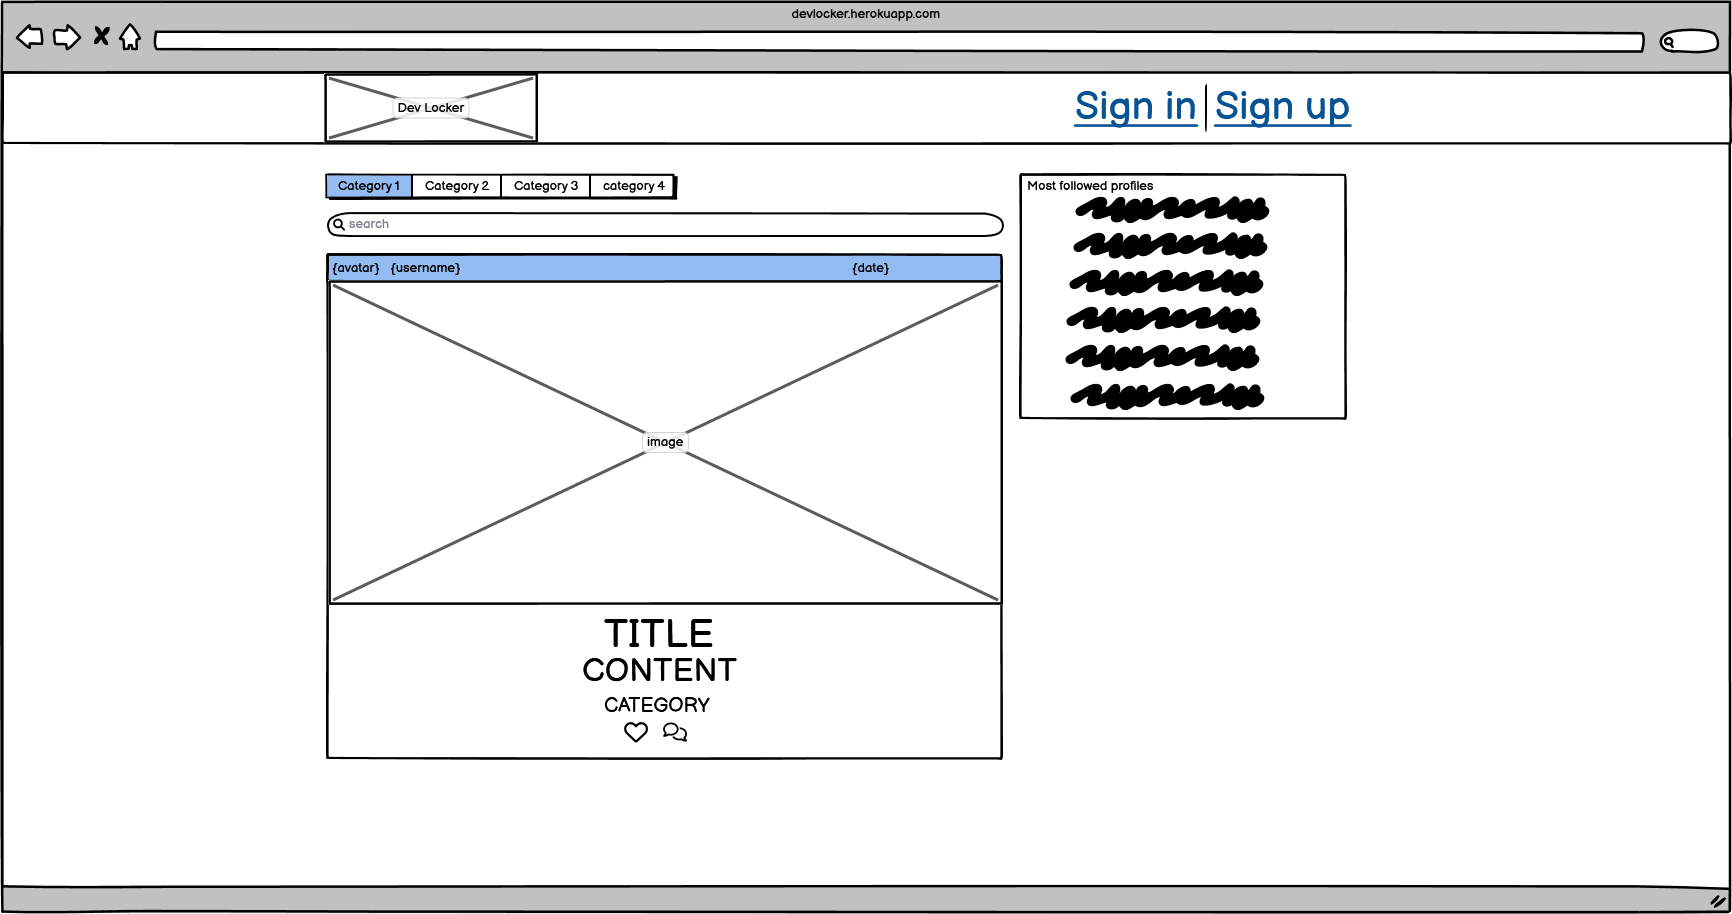 devlocker.herokuapp.com
Dev Locker
Sign in Sign up
Category 1 Category 2 Category 3 category 4
search
{avatar} {username} {date}
image
TITLE
CONTENT
CATEGORY
Most followed profiles